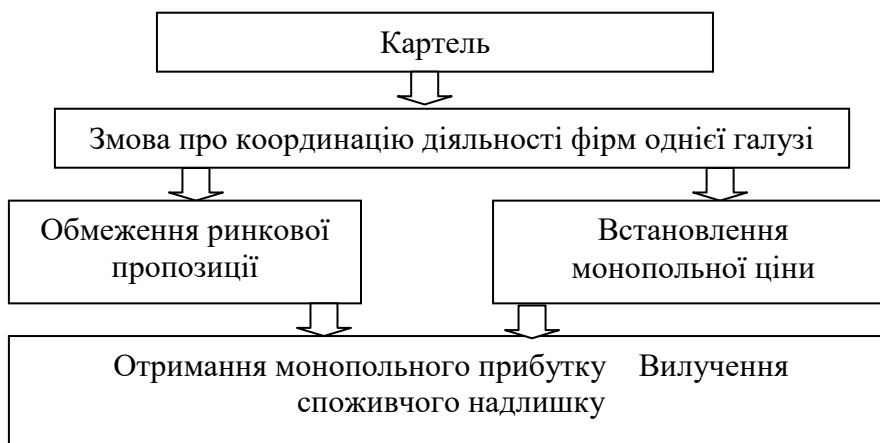 Картель
Змова про координацію діяльності фірм однієї галузі
Обмеження ринкової
пропозиції
Встановлення
монопольної ціни
Отримання монопольного прибутку Вилучення
споживчого надлишку